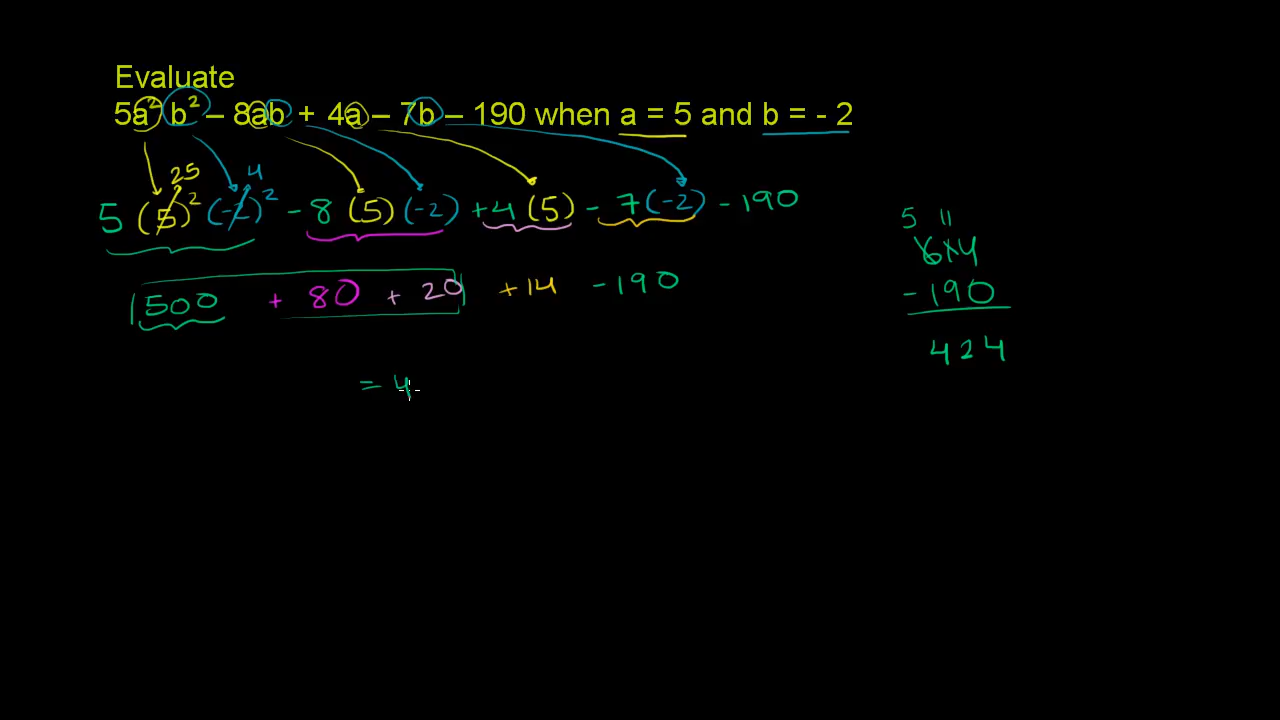 Evaluate
5a²b² – 8ab + 4a – 7b – 190 when a = 5 and b = - 2
25 4
5 (5)² (-2)² - 8 (5) (-2) + 4 (5) - 7 (-2) - 190
500 + 80 + 20 + 14 - 190
= 4
5 11
614
- 190
424